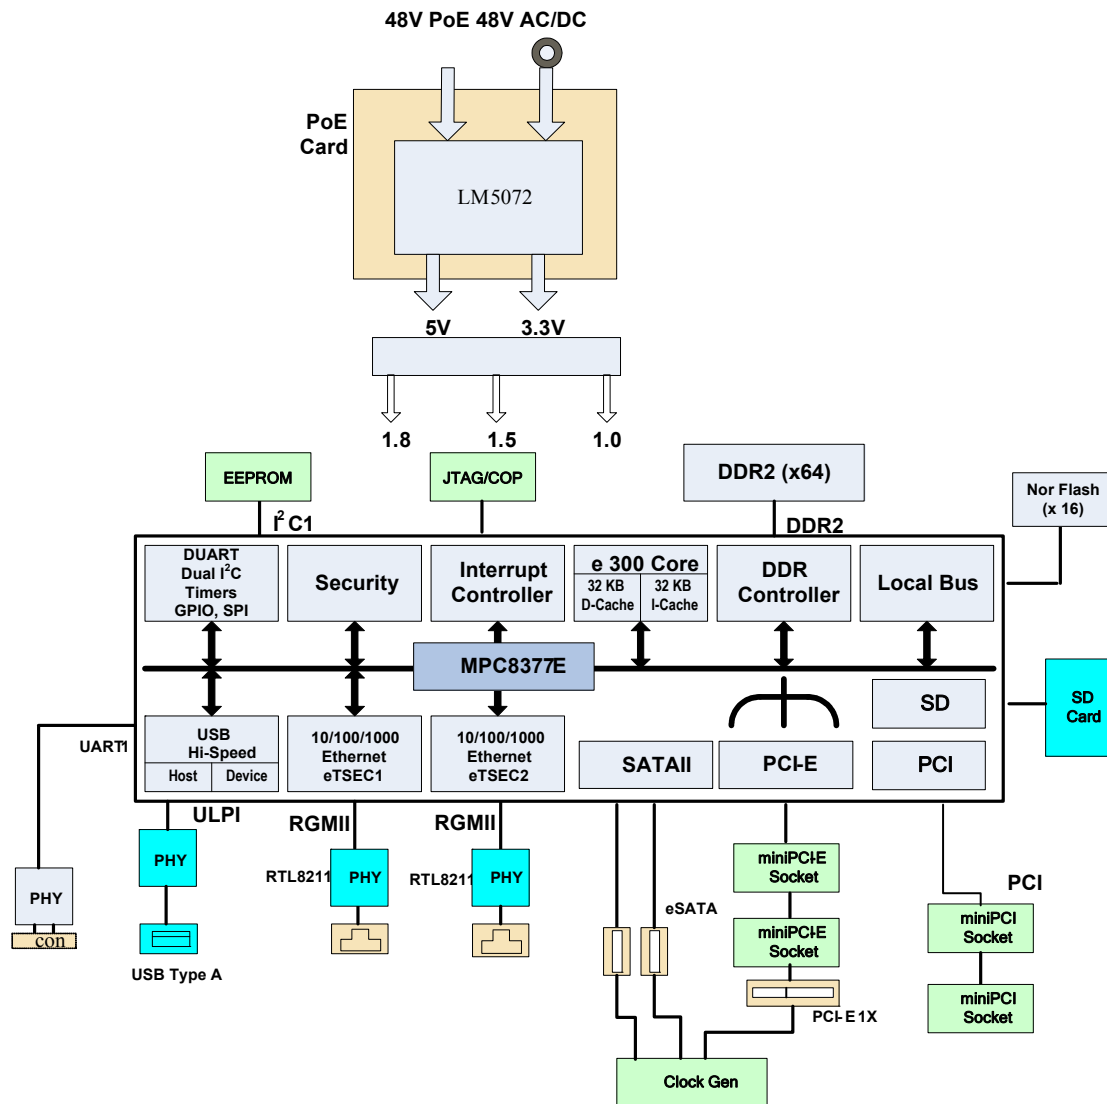 48V PoE 48V AC/DC
PoE
Card
LM5072
5V
3.3V
1.8
1.5
1.0
EEPROM
JTAG/COP
DDR2 (x64)
Nor Flash
(x 16)
I2 C1
DDR2
DUART
Dual I2C
Timers
GPIO, SPI
Security
Interrupt
Controller
e 300 Core
32 KB
D-Cache
32 KB
I-Cache
DDR
Controller
Local Bus
MPC8377E
SD
Card
SD
UART1
USB
Hi-Speed
Host
Device
10/100/1000
Ethernet
eTSEC1
10/100/1000
Ethernet
eTSEC2
SATAII
PCI-E
PCI
ULPI
RGMII
RGMII
PHY
RTL8211
PHY
RTL8211
PHY
miniPCI-E
Socket
PCI
PHY
con
eSATA
miniPCI-E
Socket
miniPCI
Socket
USB Type A
PCI-E 1X
miniPCI
Socket
Clock Gen